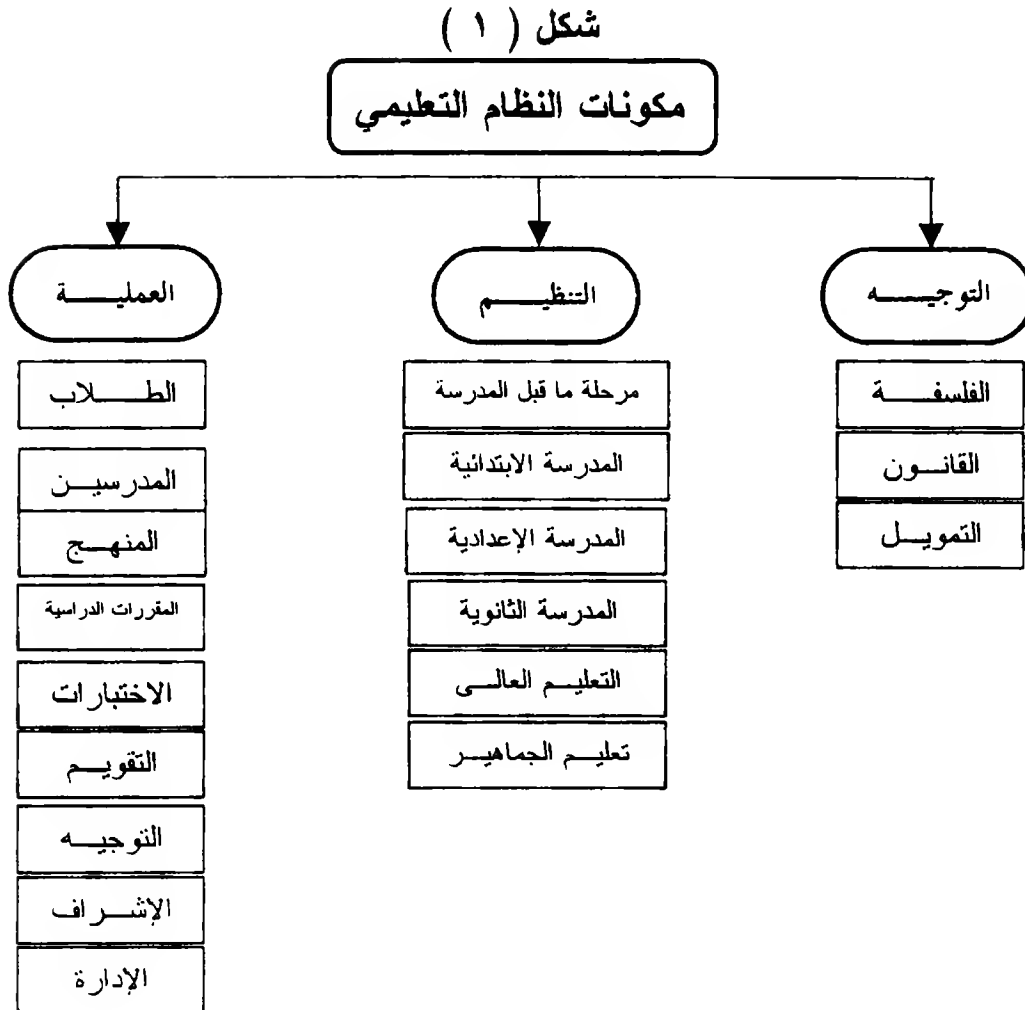 شكل ( ١ )
مكونات النظام التعليمي
التوجيـــه
الفلسفـــة
القانـــون
التمويـــل
التنظيـــم
مرحلة ما قبل المدرسة
المدرسة الابتدائية
المدرسة الإعدادية
المدرسة الثانوية
التعليـم العالـــى
تعليـم الجماهيـر
العمليـــة
الطـــلاب
المدرسيـــن
المنهـــج
المقررات الدراسية
الاختبارات
التقويـــم
التوجيـــه
الإشـــراف
الإدارة